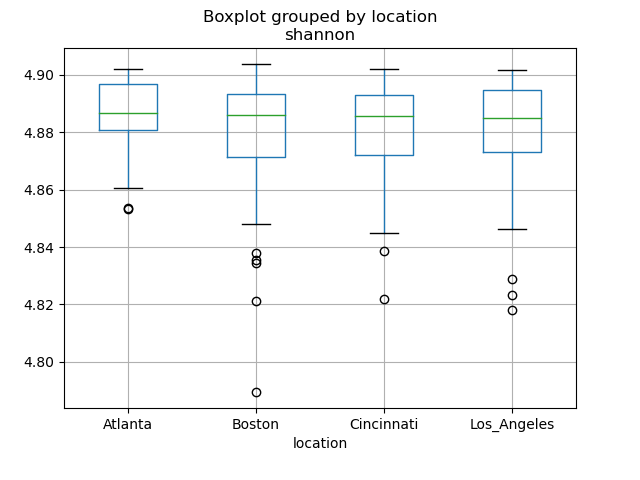 Boxplot grouped by location
shannon
4.90
4.88
4.86
4.84
4.82
4.80
Atlanta Boston Cincinnati Los_Angeles
location